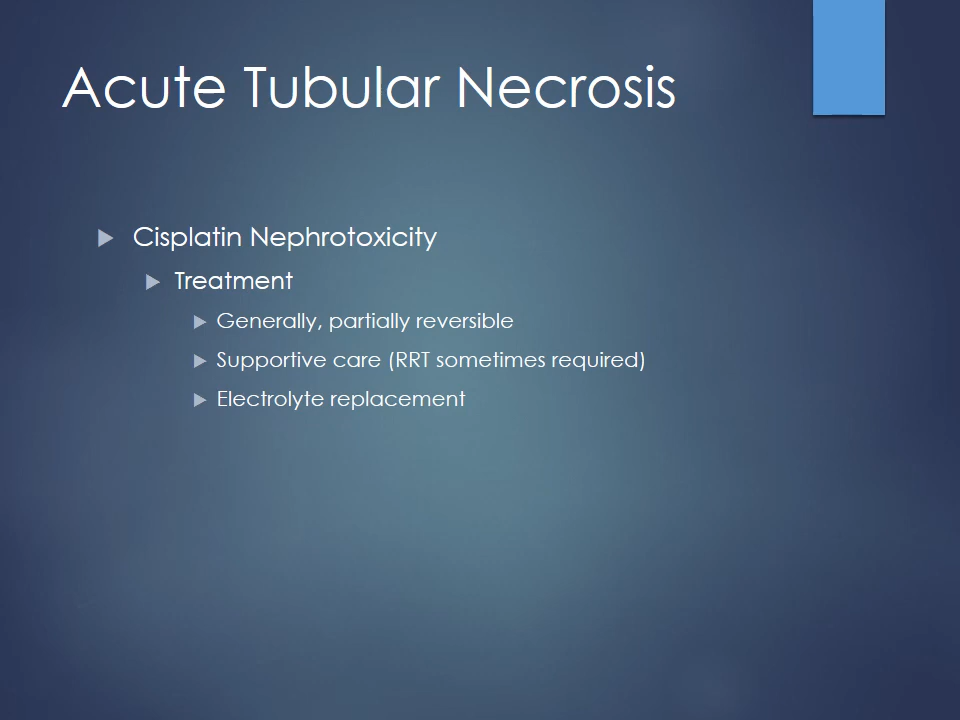 Acute Tubular Necrosis
Cisplatin Nephrotoxicity
Treatment
Generally, partially reversible
Supportive care (RRT sometimes required)
Electrolyte replacement